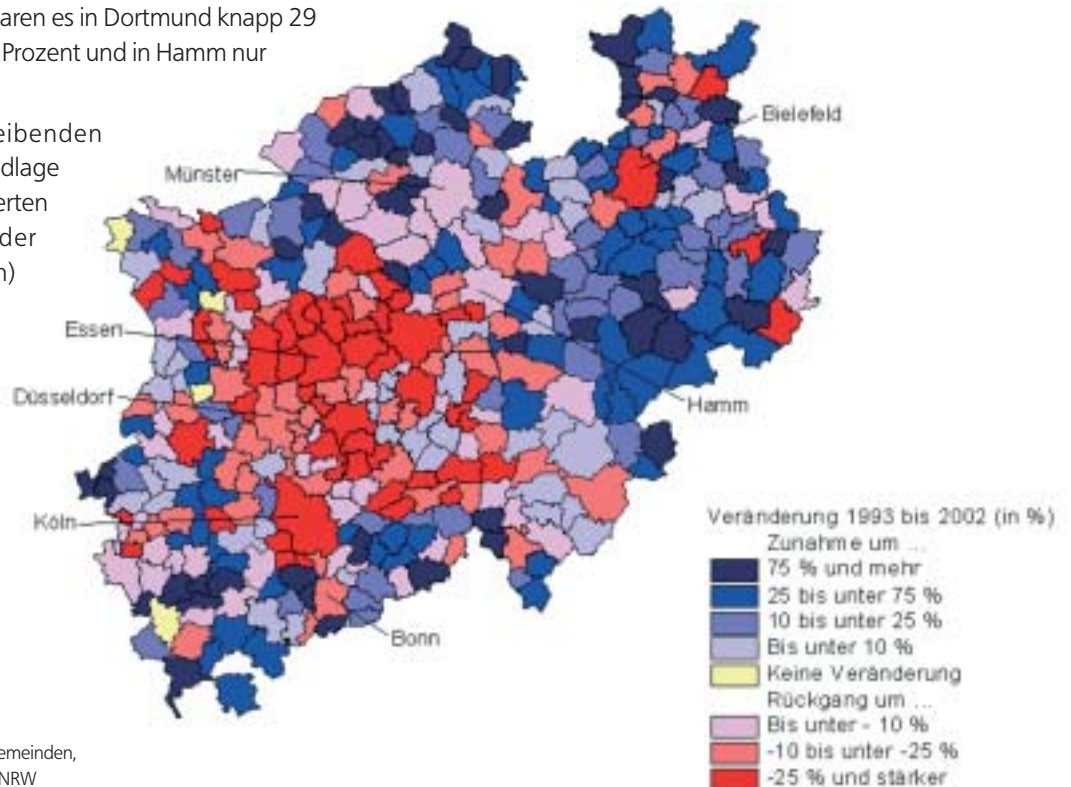 aren es in Dortmund knapp 29
Prozent und in Hamm nur
eibenden
dlage
erten
der
n)
Bielefeld
Münster
Essen
Düsseldorf
Hamm
Köln
Bonn
Veränderung 1993 bis 2002 (in %)
Zunahme um ...
75 % und mehr
25 bis unter 75 %
10 bis unter 25 %
Bis unter 10 %
Keine Veränderung
Rückgang um ...
Bis unter - 10 %
-10 bis unter -25 %
-25 % und stärker
emeinden,
NRW